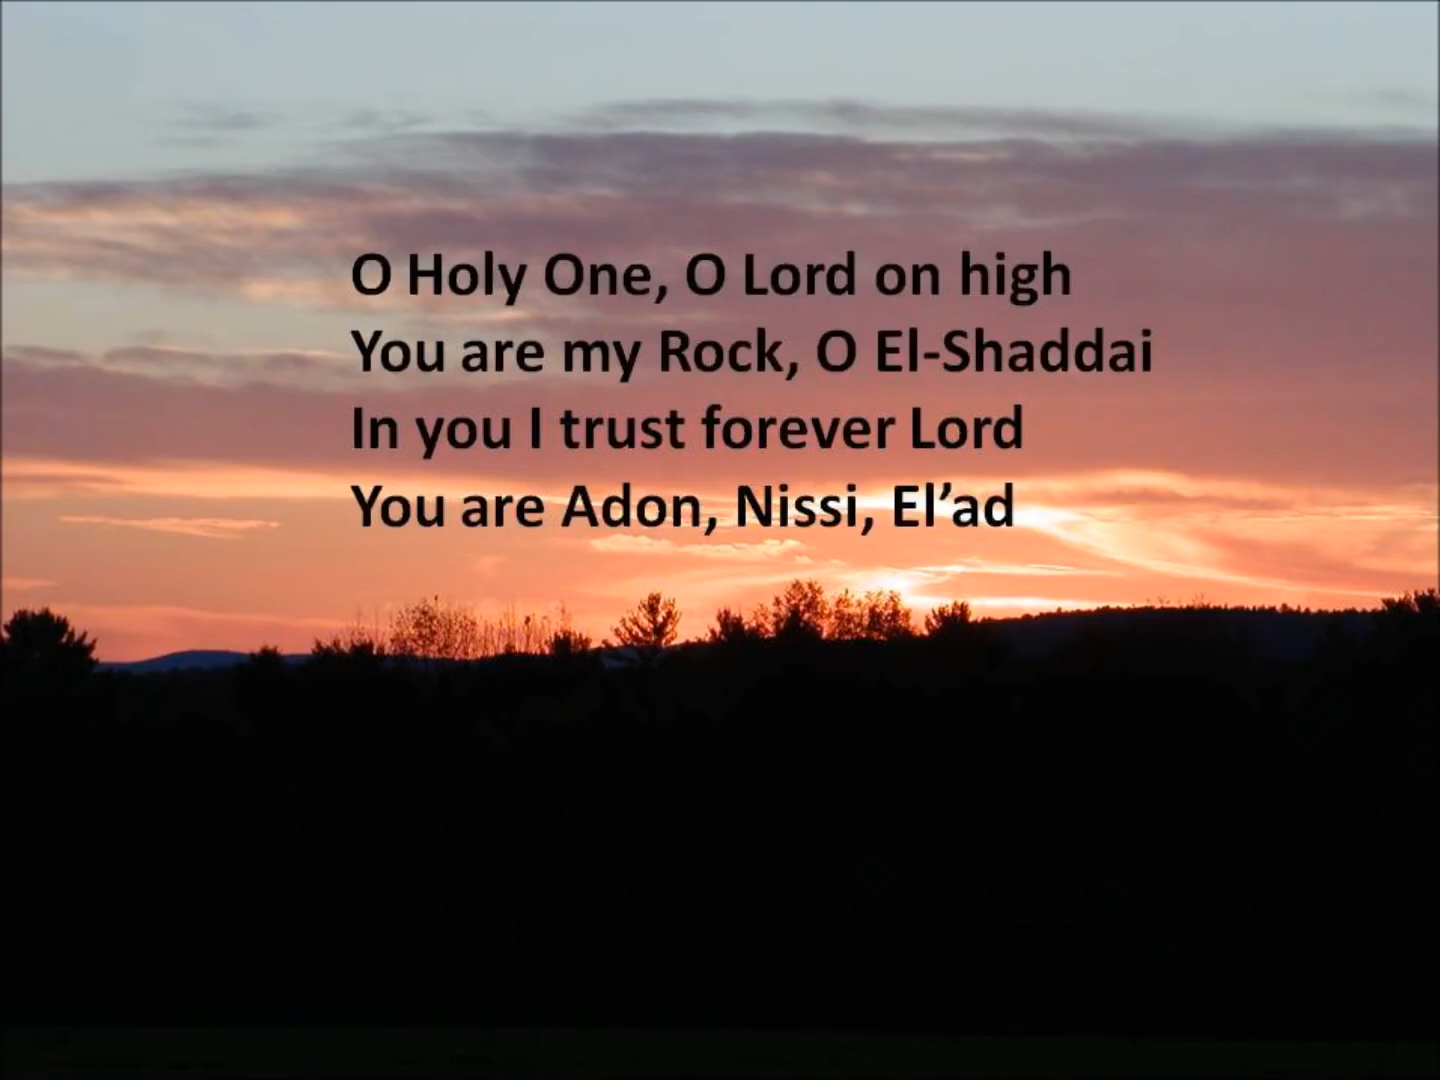 O Holy One, O Lord on high
You are my Rock, O El-Shaddai
In you I trust forever Lord
You are Adon, Nissi, El’ad